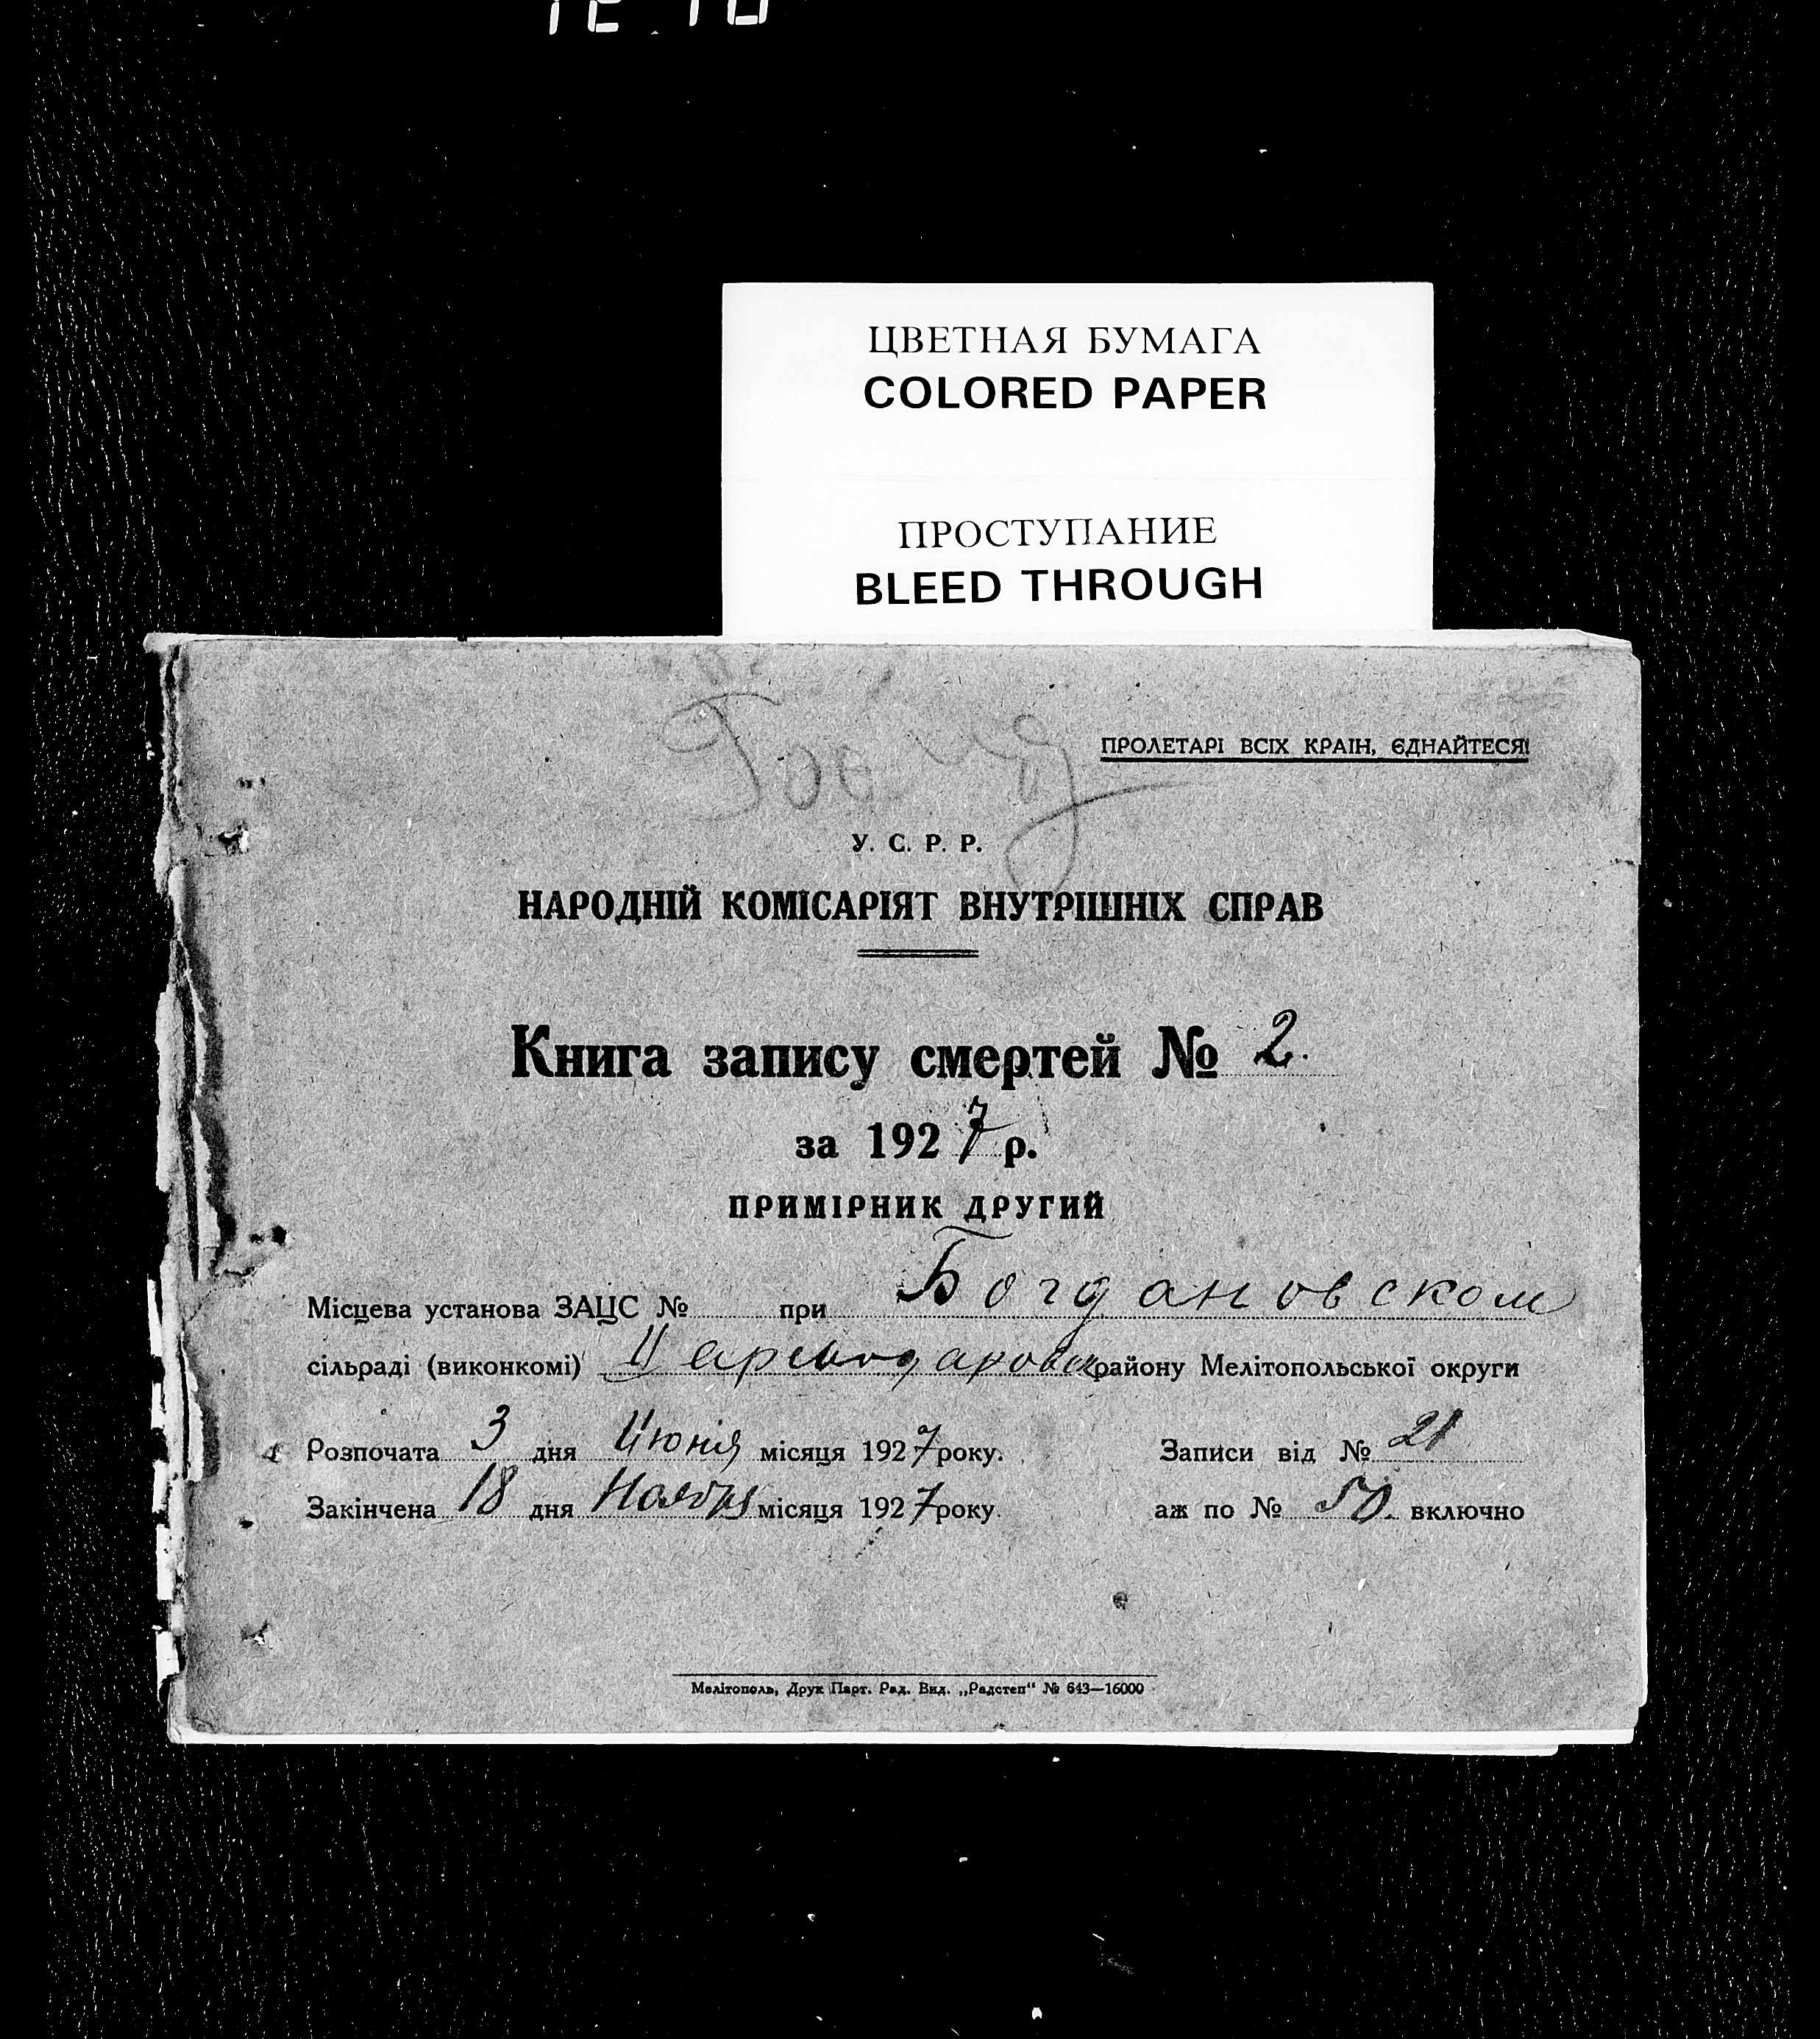 ЦВЕТНАЯ БУМАГА
COLORED PAPER
ПРОСТУПАНИЕ
BLEED THROUGH
ПРОЛЕТАРІ ВСІХ КРАЇН, ЄДНАЙТЕСЯ!
У. С. Р. Р.
НАРОДНІЙ КОМІСАРІЯТ ВНУТРІШНІХ СПРАВ
Книга запису смертей № 2.
за 1927 р.
ПРИМІРНИК ДРУГИЙ
Місцева установа ЗАЦС № при Богдановском
сільраді (виконкомі) району Мелітопольської округи
Розпочата 3 дня Июния місяця 1927 року. Записи від № 21
Закінчена 18 дня Ноября місяця 1927 року. аж по № 50. включно
Мелітополь, Друк Парт. Рад. Вид. „Радстеп“ № 643—16000